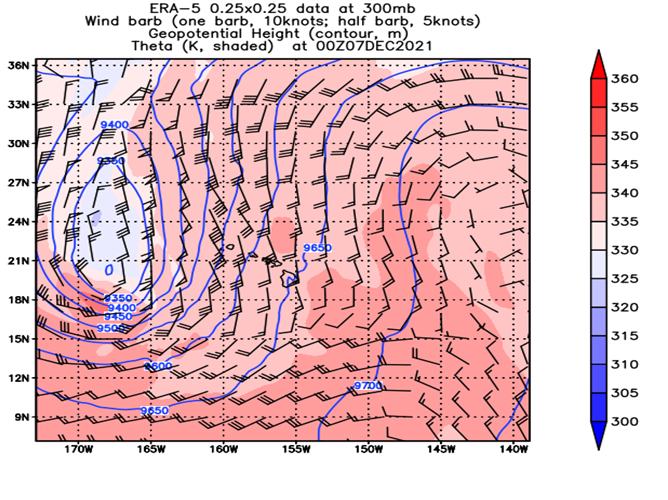 ERA-5 0.25x0.25 data at 300mb
Wind barb (one barb, 10knots; half barb, 5knots)
Geopotential Height (contour, m)
Theta (K, shaded) at 00Z07DEC2021
36N
33N
30N
27N
24N
21N
18N
15N
12N
9N
9400
9350
0
9350
9400
9450
9500
9600
9650
9650
9700
170W 165W 160W 155W 150W 145W 140W
360
355
350
345
340
335
330
325
320
315
310
305
300